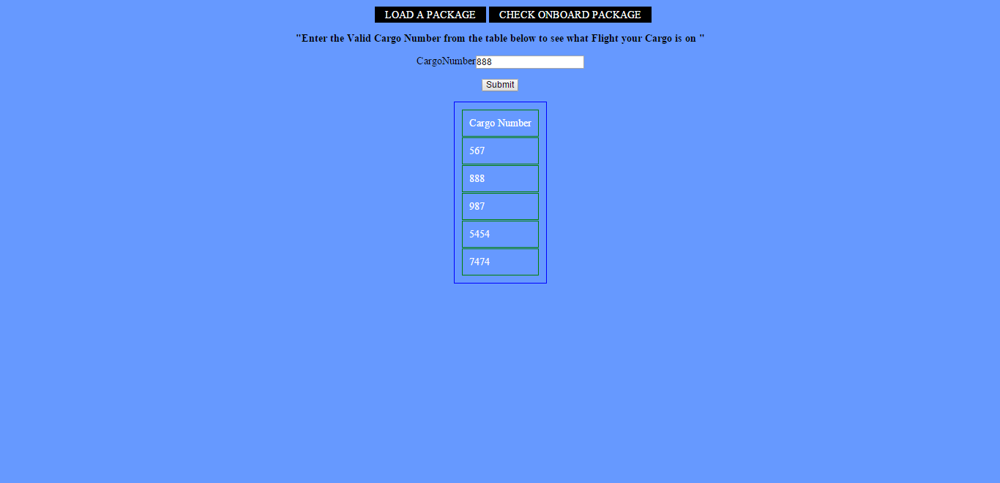 LOAD A PACKAGE CHECK ONBOARD PACKAGE
"Enter the Valid Cargo Number from the table below to see what Flight your Cargo is on "
CargoNumber 888
Submit
Cargo Number
567
888
987
5454
7474